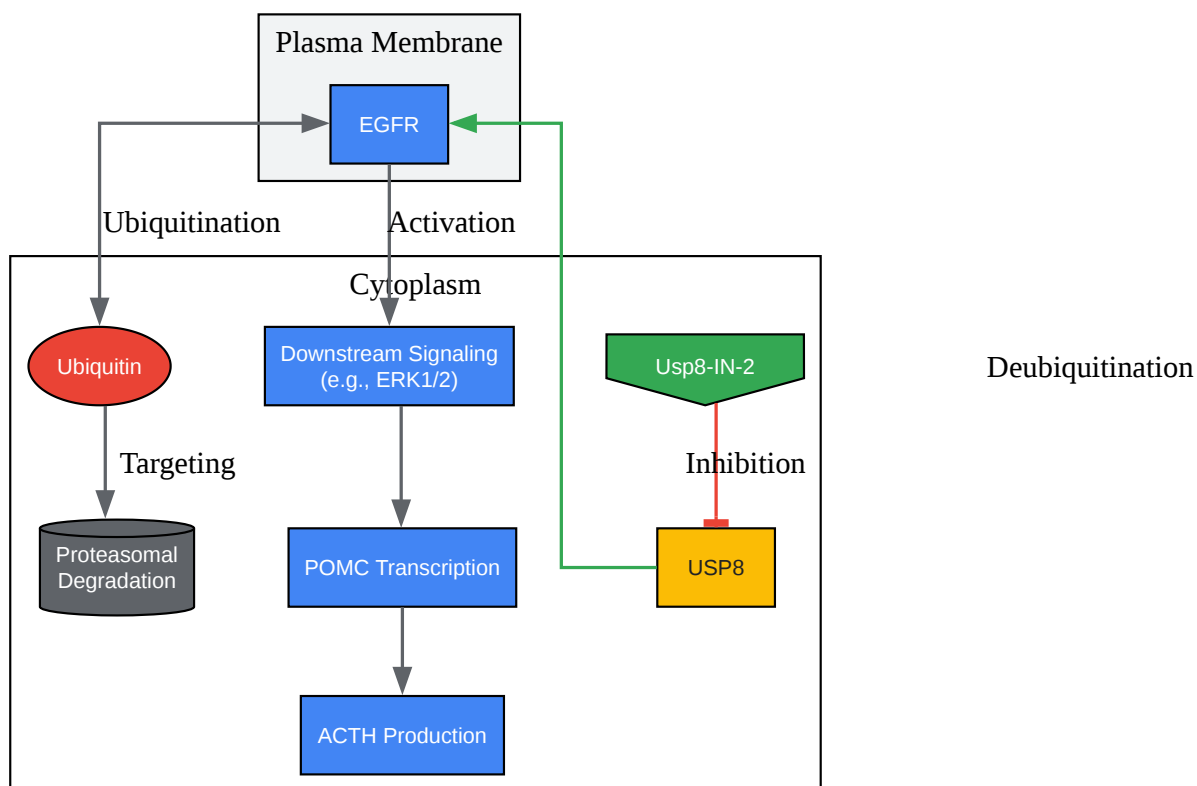 Plasma Membrane
EGFR
Ubiquitination
Activation
Cytoplasm
Ubiquitin
Downstream Signaling
(e.g., ERK1/2)
Usp8-IN-2
Deubiquitination
Targeting
Inhibition
Proteasomal
Degradation
POMC Transcription
USP8
ACTH Production